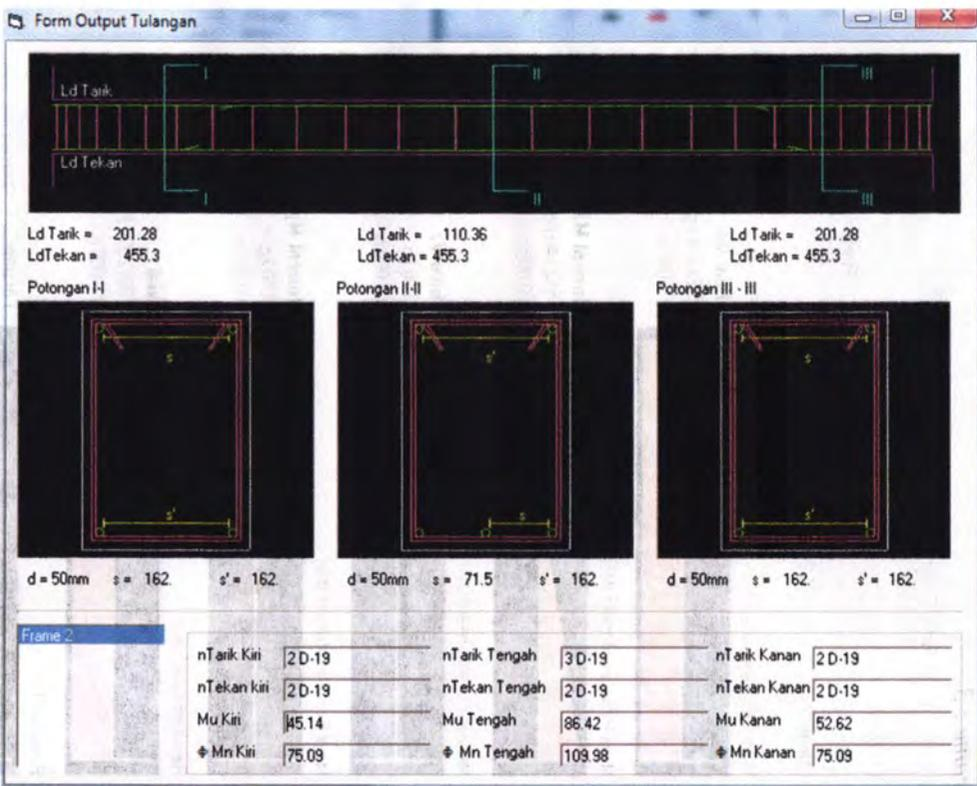 Form Output Tulangan
I II III
Ld Tarik
Ld Tekan
I II III
Ld Tarik = 201.28 Ld Tarik = 110.36 Ld Tarik = 201.28
LdTekan = 455.3 LdTekan = 455.3 LdTekan = 455.3
Potongan I-I Potongan II-II Potongan III - III
s s' s
s' s s'
d = 50mm s = 162. s' = 162. d = 50mm s = 71.5 s' = 162. d = 50mm s = 162. s' = 162.
Frame 2
nTarik Kiri 2 D-19 nTarik Tengah 3 D-19 nTarik Kanan 2 D-19
nTekan kiri 2 D-19 nTekan Tengah 2 D-19 nTekan Kanan 2 D-19
Mu Kiri 45.14 Mu Tengah 86.42 Mu Kanan 52.62
Φ Mn Kiri 75.09 Φ Mn Tengah 109.98 Φ Mn Kanan 75.09